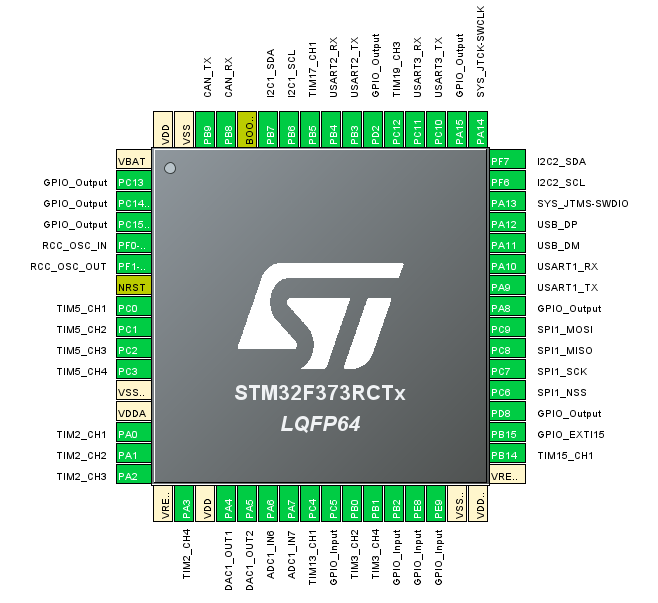 CAN_TX
CAN_RX
I2C1_SDA
I2C1_SCL
TIM17_CH1
USART2_RX
USART2_TX
GPIO_Output
TIM19_CH3
USART3_RX
USART3_TX
GPIO_Output
SYS_JTCK-SWCLK
VDD
VSS
PB9
PB8
BOO..
PB7
PB6
PB5
PB4
PB3
PD2
PC12
PC11
PC10
PA15
PA14
VBAT
GPIO_Output PC13
GPIO_Output PC14..
GPIO_Output PC15..
RCC_OSC_IN PF0-..
RCC_OSC_OUT PF1-..
NRST
TIM5_CH1 PC0
TIM5_CH2 PC1
TIM5_CH3 PC2
TIM5_CH4 PC3
VSS..
VDDA
TIM2_CH1 PA0
TIM2_CH2 PA1
TIM2_CH3 PA2
ST
STM32F373RCTx
LQFP64
PF7 I2C2_SDA
PF6 I2C2_SCL
PA13 SYS_JTMS-SWDIO
PA12 USB_DP
PA11 USB_DM
PA10 USART1_RX
PA9 USART1_TX
PA8 GPIO_Output
PC9 SPI1_MOSI
PC8 SPI1_MISO
PC7 SPI1_SCK
PC6 SPI1_NSS
PD8 GPIO_Output
PB15 GPIO_EXTI15
PB14 TIM15_CH1
VRE..
VRE..
PA3
VDD
PA4
PA5
PA6
PA7
PC4
PC5
PB0
PB1
PB2
PE8
PE9
VSS..
VDD..
TIM2_CH4
DAC1_OUT1
DAC1_OUT2
ADC1_IN6
ADC1_IN7
TIM13_CH1
GPIO_Input
TIM3_CH2
TIM3_CH4
GPIO_Input
GPIO_Input
GPIO_Input